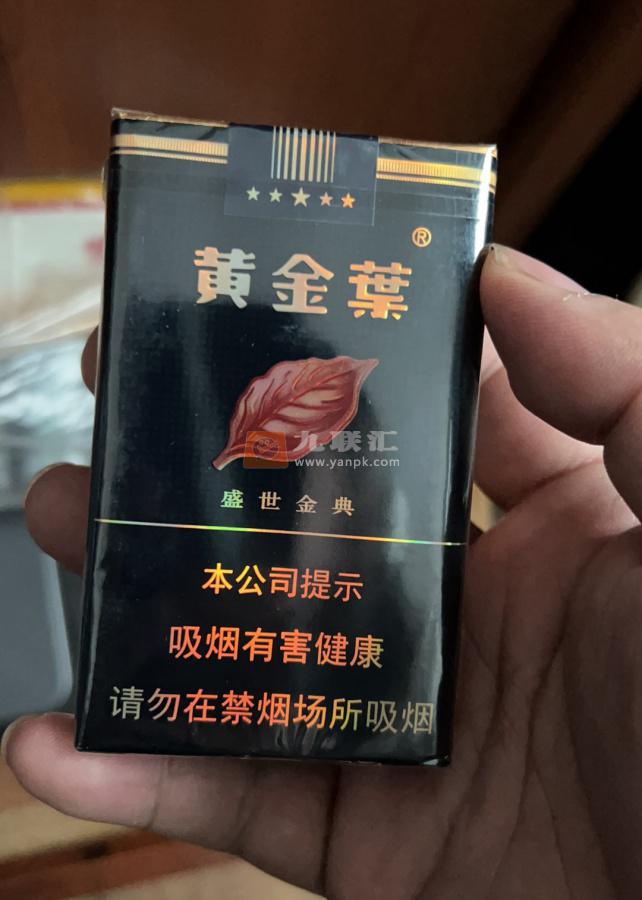 ®
黄金葉
九联汇
www.yanpk.com
盛世金典
本公司提示
吸烟有害健康
请勿在禁烟场所吸烟